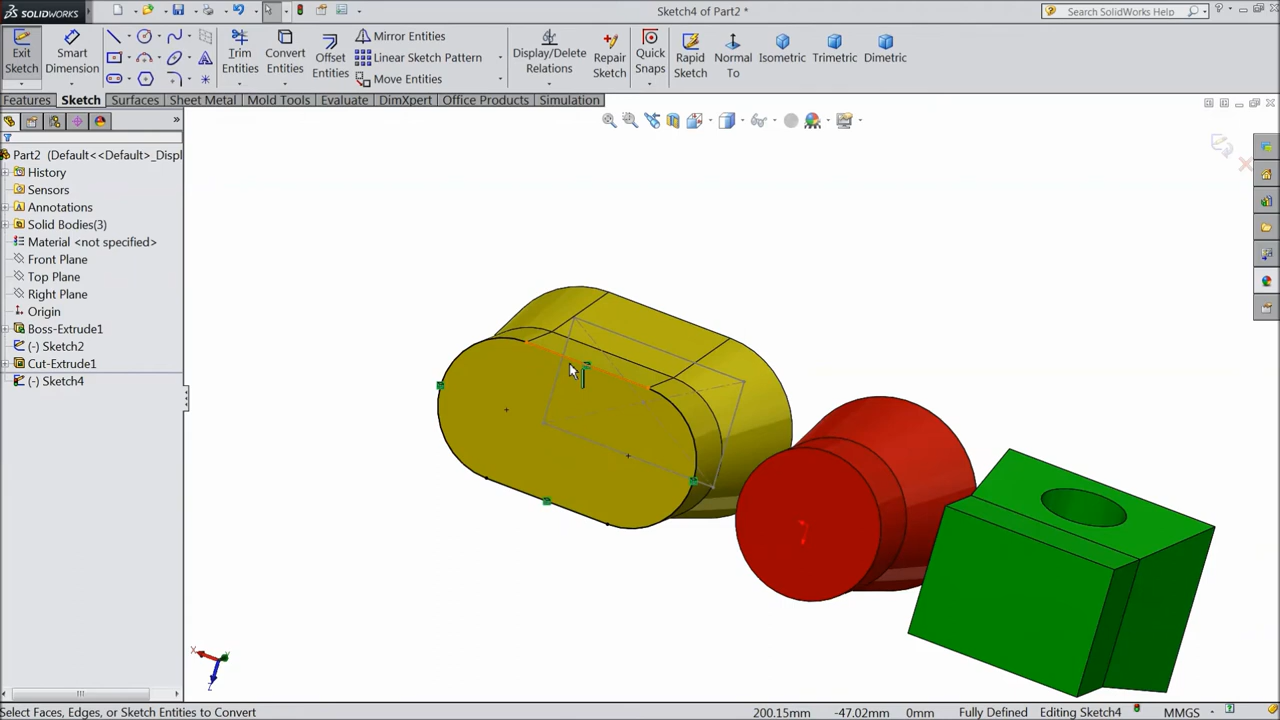 SOLIDWORKS
Sketch4 of Part2 *
Search SolidWorks Help
Exit Sketch
Smart Dimension
Trim Entities
Convert Entities
Offset Entities
Mirror Entities
Linear Sketch Pattern
Move Entities
Display/Delete Relations
Repair Sketch
Quick Snaps
Rapid Sketch
Normal To
Isometric
Trimetric
Dimetric
Features
Sketch
Surfaces
Sheet Metal
Mold Tools
Evaluate
DimXpert
Office Products
Simulation
Part2 (Default<<Default>_Displ
History
Sensors
Annotations
Solid Bodies(3)
Material <not specified>
Front Plane
Top Plane
Right Plane
Origin
Boss-Extrude1
(-) Sketch2
Cut-Extrude1
(-) Sketch4
X
Z
Select Faces, Edges, or Sketch Entities to Convert
200.15mm
-47.02mm
0mm
Fully Defined
Editing Sketch4
MMGS